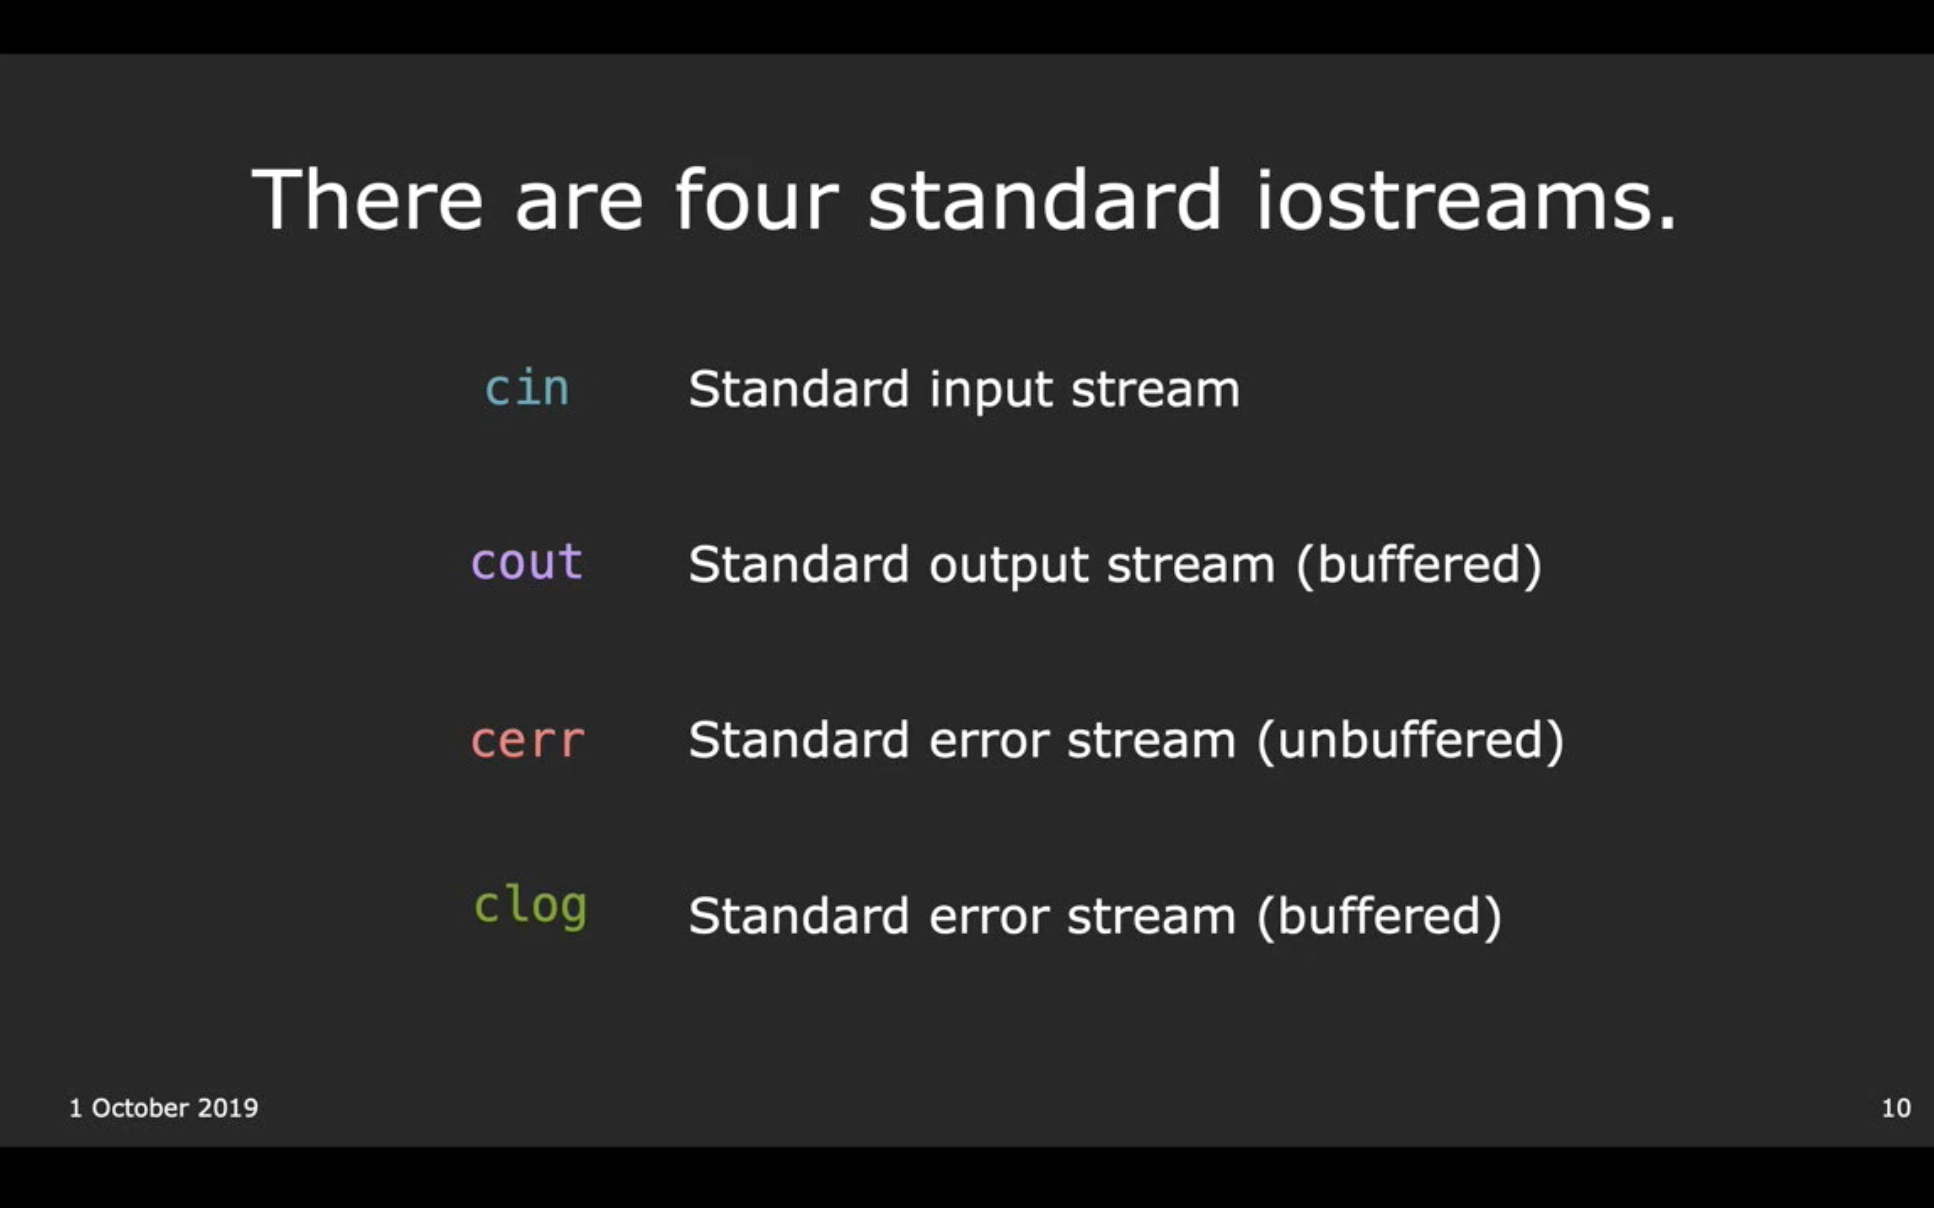 There are four standard iostreams.
cin Standard input stream
cout Standard output stream (buffered)
cerr Standard error stream (unbuffered)
clog Standard error stream (buffered)
1 October 2019
10